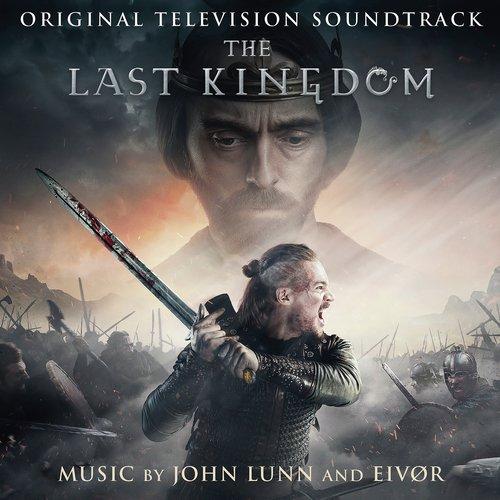 ORIGINAL TELEVISION SOUNDTRACK
THE
LAST KINGDOM
MUSIC BY JOHN LUNN AND EIVØR